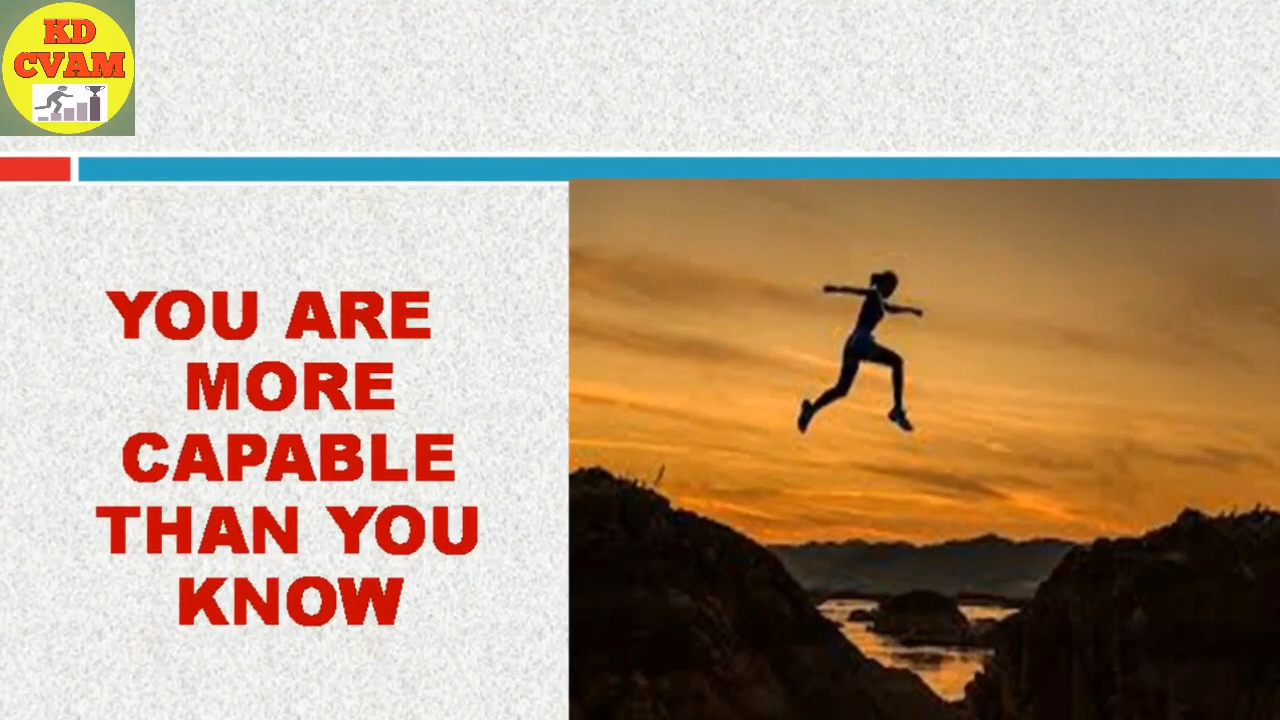 KD
CVAM
YOU ARE
MORE
CAPABLE
THAN YOU
KNOW